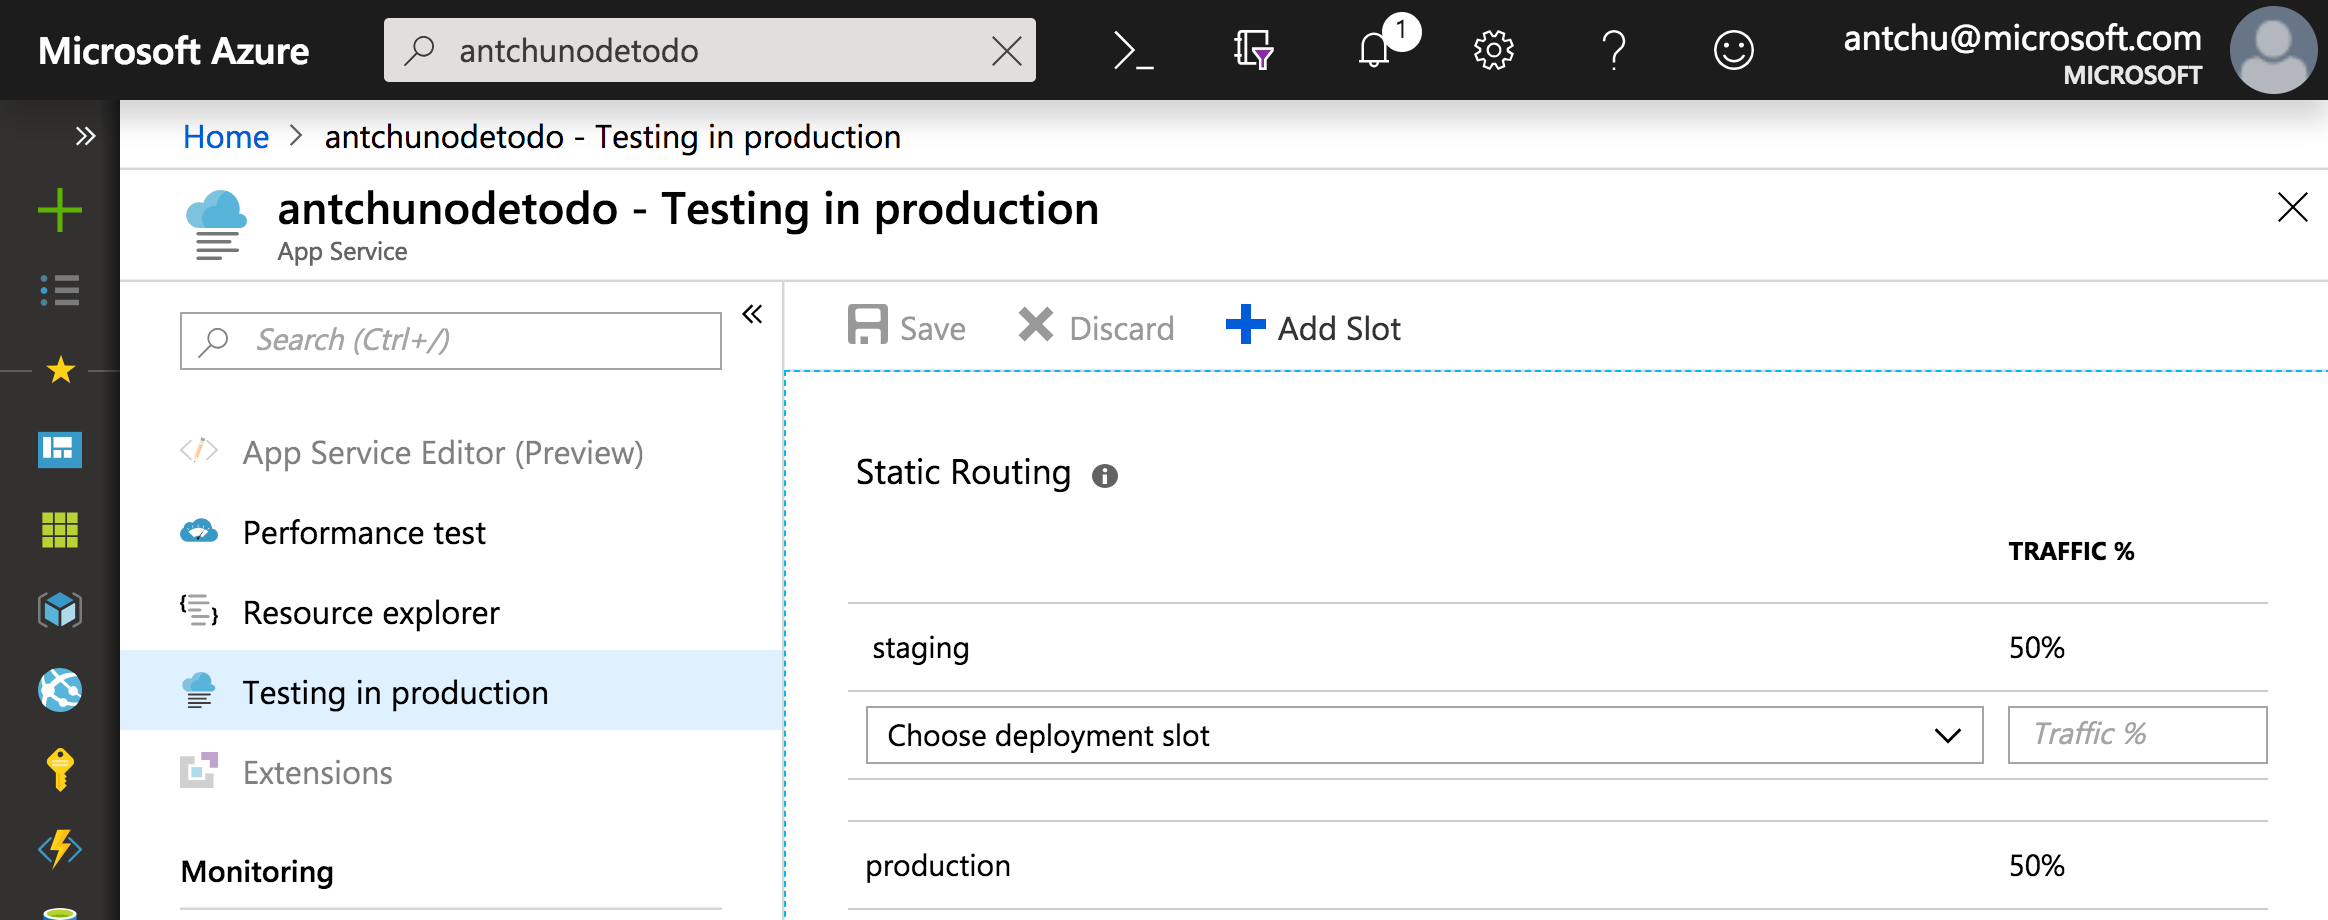 Microsoft Azure
antchunodetodo
1
antchu@microsoft.com
MICROSOFT
Home > antchunodetodo - Testing in production
antchunodetodo - Testing in production
App Service
Search (Ctrl+/)
Save
Discard
Add Slot
App Service Editor (Preview)
Performance test
Resource explorer
Testing in production
Extensions
Monitoring
Static Routing
TRAFFIC %
staging 50%
Choose deployment slot Traffic %
production 50%